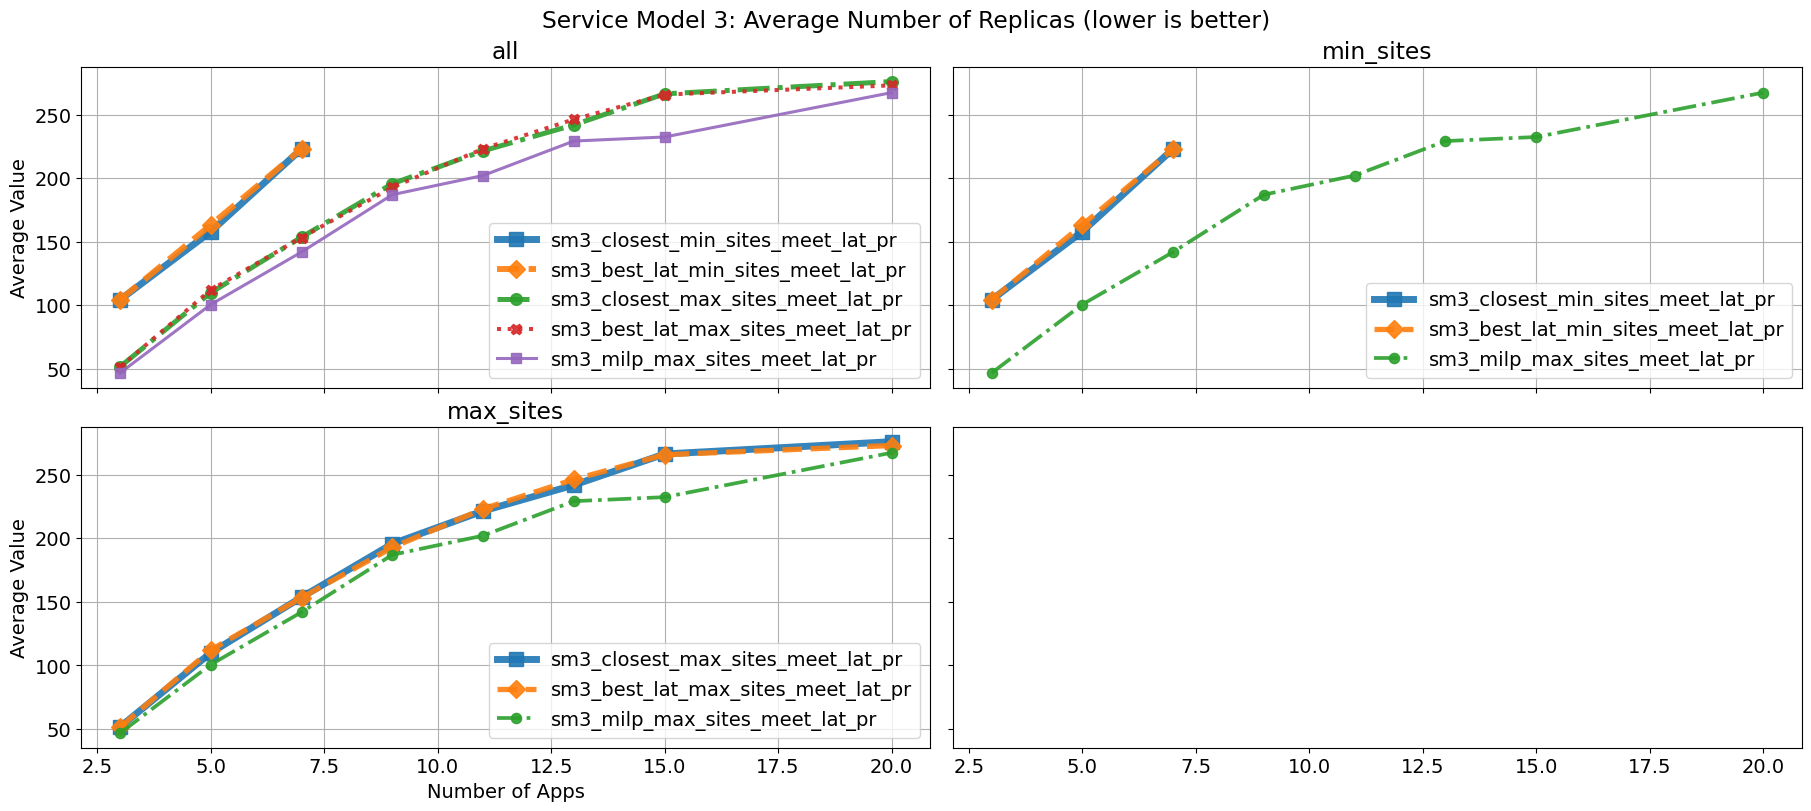 Service Model 3: Average Number of Replicas (lower is better)
all
min_sites
250
200
150
100
50
Average Value
sm3_closest_min_sites_meet_lat_pr
sm3_best_lat_min_sites_meet_lat_pr
sm3_closest_max_sites_meet_lat_pr
sm3_best_lat_max_sites_meet_lat_pr
sm3_milp_max_sites_meet_lat_pr
sm3_closest_min_sites_meet_lat_pr
sm3_best_lat_min_sites_meet_lat_pr
sm3_milp_max_sites_meet_lat_pr
max_sites
250
200
150
100
50
Average Value
sm3_closest_max_sites_meet_lat_pr
sm3_best_lat_max_sites_meet_lat_pr
sm3_milp_max_sites_meet_lat_pr
2.5 5.0 7.5 10.0 12.5 15.0 17.5 20.0
Number of Apps
2.5 5.0 7.5 10.0 12.5 15.0 17.5 20.0